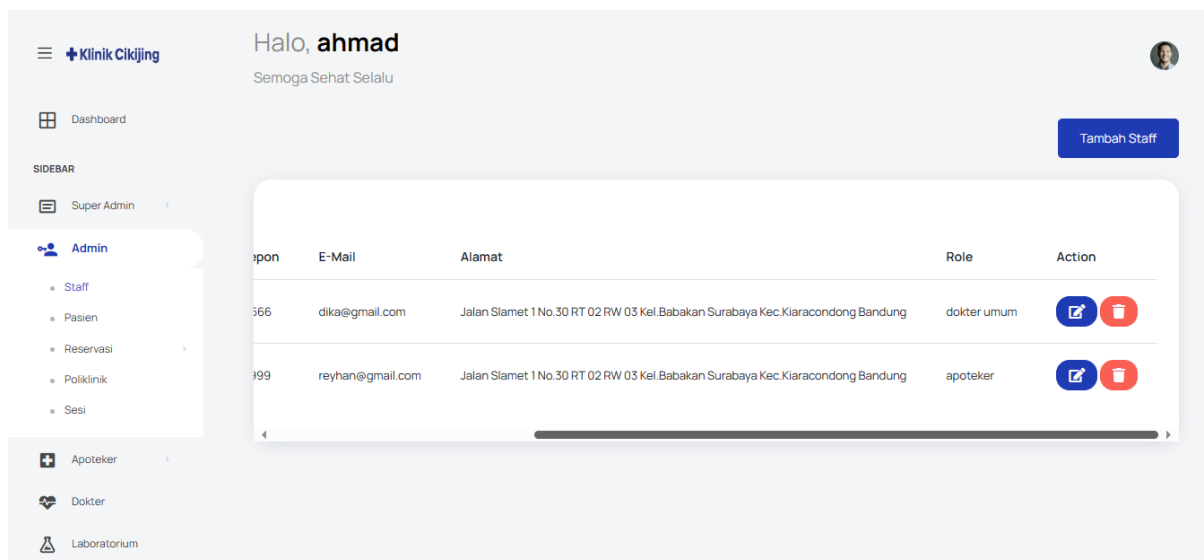 Klinik Cikijing
Halo, ahmad
Semoga Sehat Selalu
Dashboard
Tambah Staff
SIDEBAR
Super Admin
Admin
Staff
Pasien
Reservasi
Poliklinik
Sesi
Apoteker
Dokter
Laboratorium
E-Mail Alamat Role Action
dika@gmail.com Jalan Slamet 1 No.30 RT 02 RW 03 Kel.Babakan Surabaya Kec.Kiaracondong Bandung dokter umum
reyhan@gmail.com Jalan Slamet 1 No.30 RT 02 RW 03 Kel.Babakan Surabaya Kec.Kiaracondong Bandung apoteker